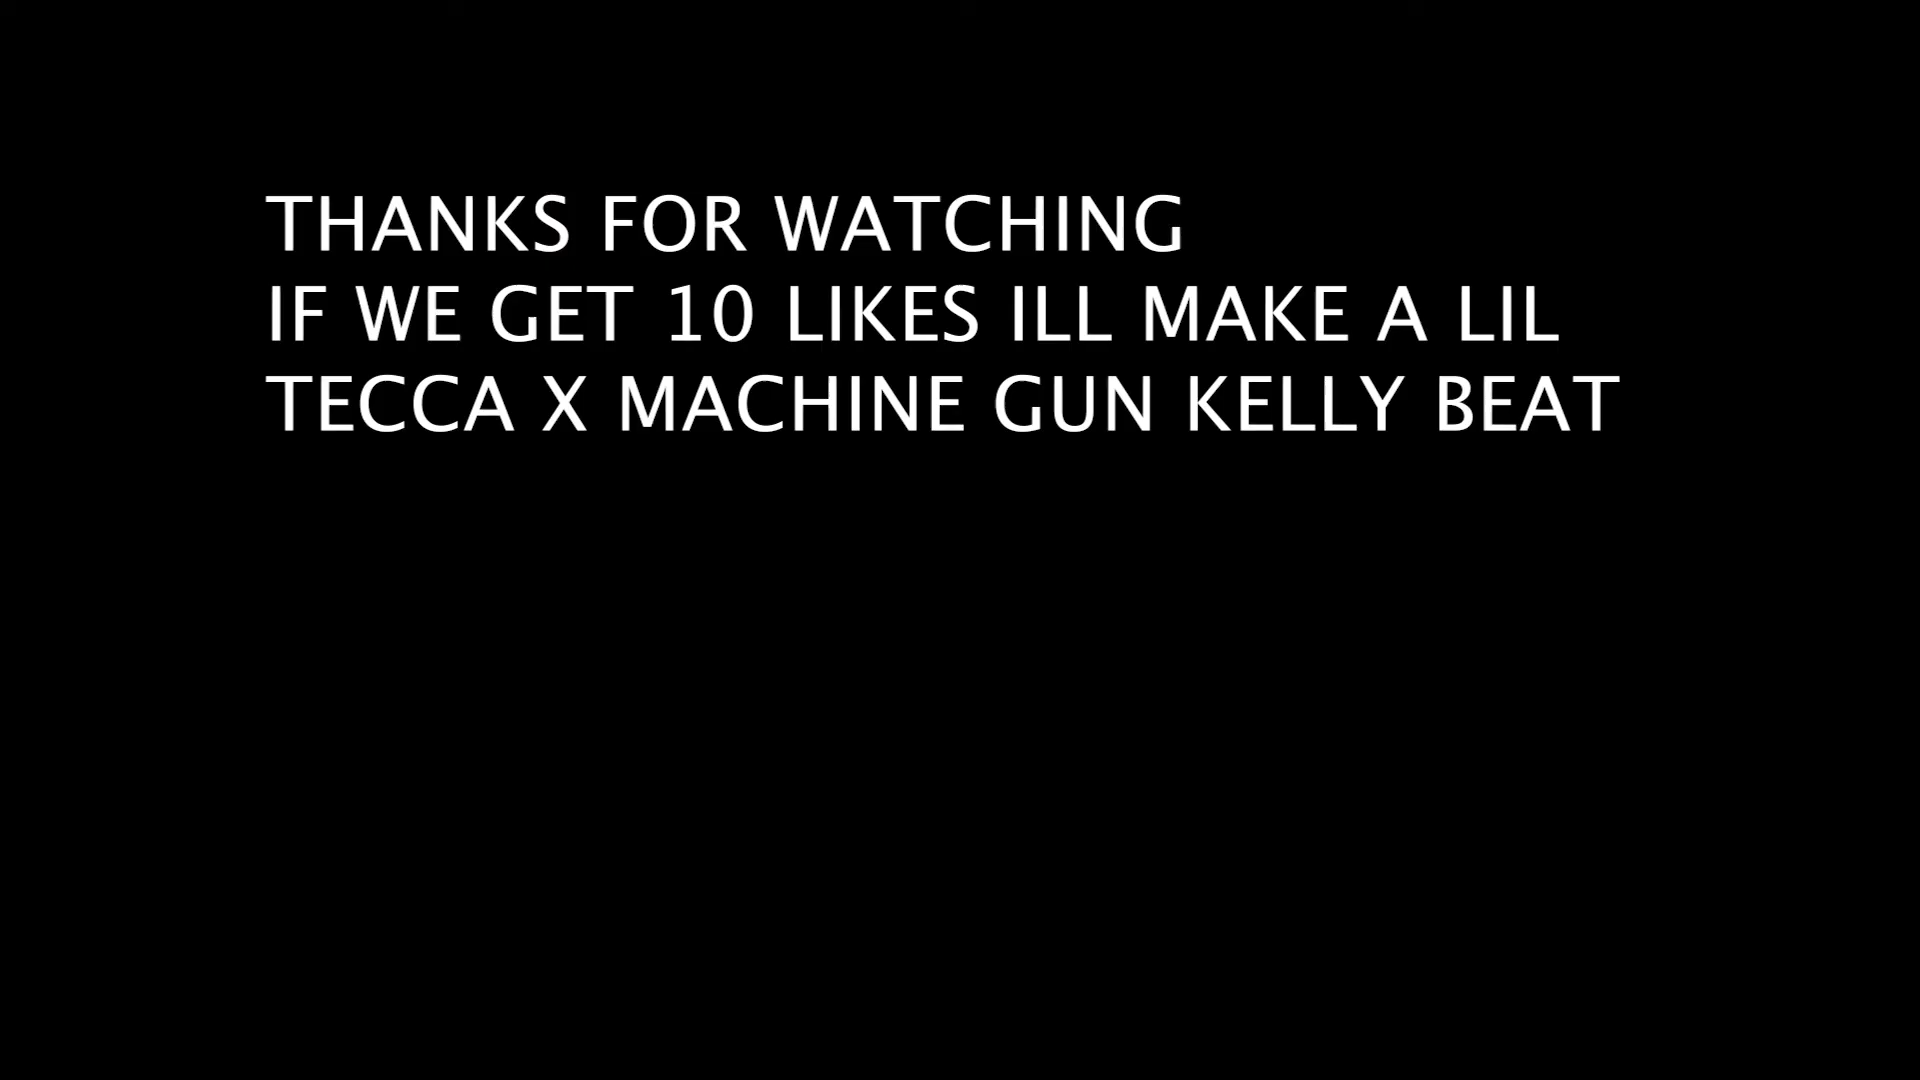 THANKS FOR WATCHING
IF WE GET 10 LIKES ILL MAKE A LIL
TECCA X MACHINE GUN KELLY BEAT